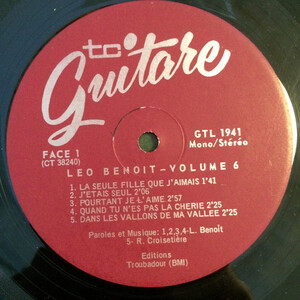 tc
Guitare
FACE 1
(CT 38240)
GTL 1941
Mono/Stéréo
LEO BENOIT-VOLUME 6
1. LA SEULE FILLE QUE J'AIMAIS 1'41
2. J'ETAIS SEUL 2'06
3. POURTANT JE L'AIME 2'57
4. QUAND TU N'ES PAS LA CHERIE 2'25
5. DANS LES VALLONS DE MA VALLEE 2'25
Paroles et Musique: 1,2,3,4-L. Benoit
5- R. Croisetière
Editions
Troubadour (BMI)